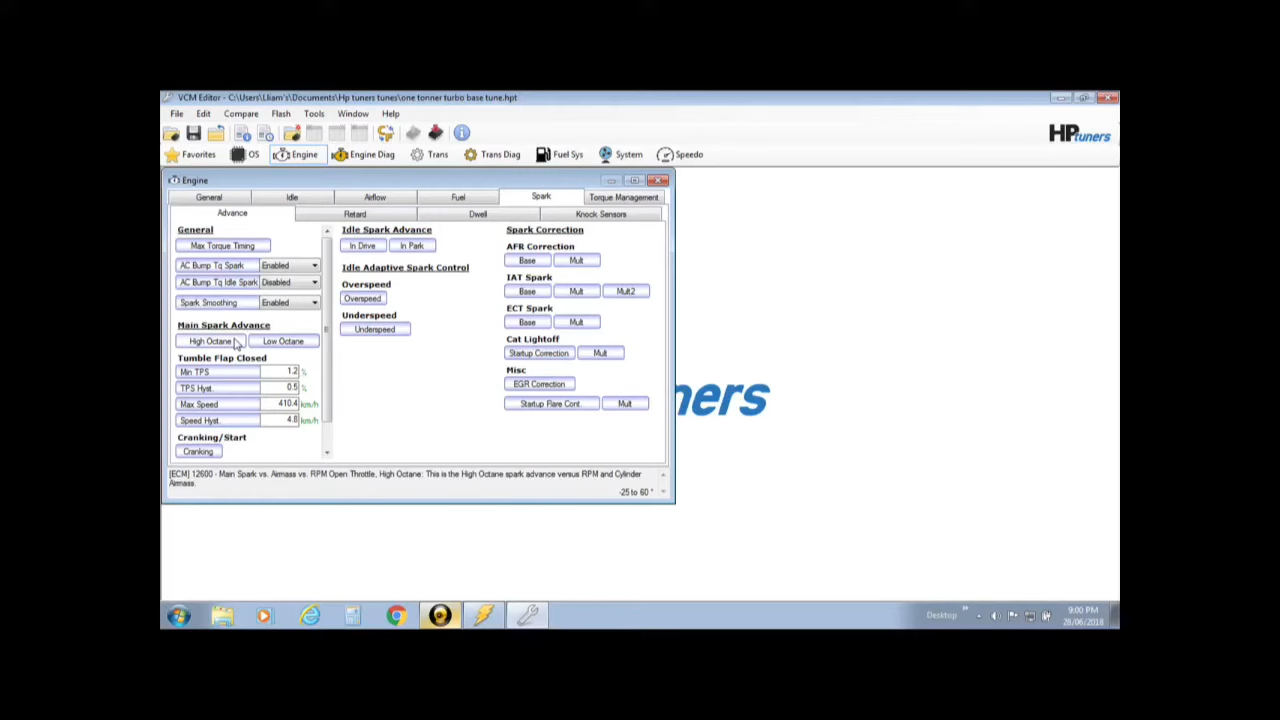 VCM Editor - C:\Users\Lliam's\Documents\Hp tuners tunes\one tonner turbo base tune.hpt
File Edit Compare Flash Tools Window Help
HPtuners
Favorites OS Engine Engine Diag Trans Trans Diag Fuel Sys System Speedo
Engine
General Idle Airflow Fuel Spark Torque Management
Advance Retard Dwell Knock Sensors
General
Max Torque Timing
AC Bump Tq Spark Enabled
AC Bump Tq Idle Spark Disabled
Spark Smoothing Enabled
Main Spark Advance
High Octane Low Octane
Tumble Flap Closed
Min TPS 1.2 %
TPS Hyst. 0.5 %
Max Speed 410.4 km/h
Speed Hyst. 4.8 km/h
Cranking/Start
Cranking
Idle Spark Advance
In Drive In Park
Idle Adaptive Spark Control
Overspeed
Overspeed
Underspeed
Underspeed
Spark Correction
AFR Correction
Base Mult
IAT Spark
Base Mult Mult2
ECT Spark
Base Mult
Cat Lightoff
Startup Correction Mult
Misc
EGR Correction
Startup Flare Cont. Mult
ners
[ECM] 12600 - Main Spark vs. Airmass vs. RPM Open Throttle, High Octane: This is the High Octane spark advance versus RPM and Cylinder
Airmass.
-25 to 60 °
Desktop
9:00 PM
28/06/2018